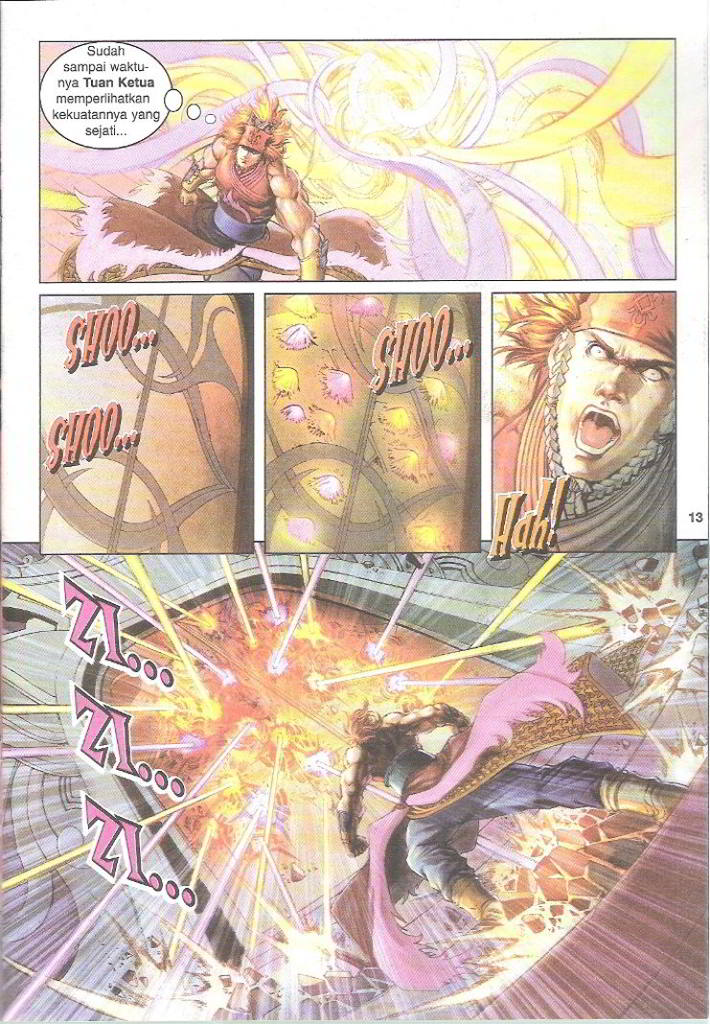 Sudah
sampai waktu-
nya Tuan Ketua
memperlihatkan
kekuatannya yang
sejati...
SHOO...
SHOO...
SHOO...
Hah!
13
ZI...
ZI...
ZI...